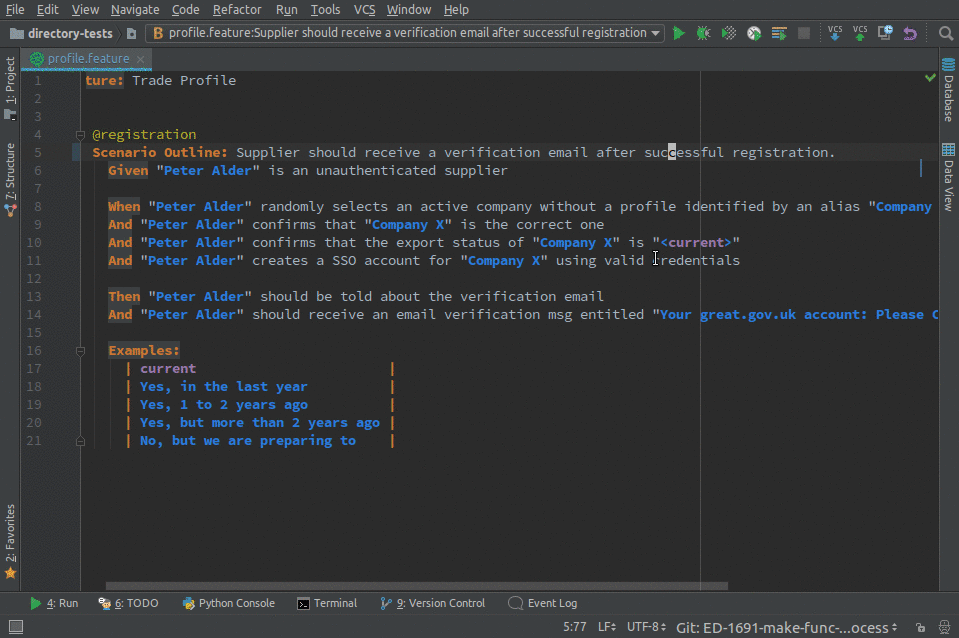 File Edit View Navigate Code Refactor Run Tools VCS Window Help
directory-tests
B profile.feature:Supplier should receive a verification email after successful registration
VCS VCS
profile.feature
1: Project
7: Structure
2: Favorites
Database
Data View
1 ture: Trade Profile
2
3
4 @registration
5 Scenario Outline: Supplier should receive a verification email after successful registration.
6 Given "Peter Alder" is an unauthenticated supplier
7
8 When "Peter Alder" randomly selects an active company without a profile identified by an alias "Company
9 And "Peter Alder" confirms that "Company X" is the correct one
10 And "Peter Alder" confirms that the export status of "Company X" is "<current>"
11 And "Peter Alder" creates a SSO account for "Company X" using valid credentials
12
13 Then "Peter Alder" should be told about the verification email
14 And "Peter Alder" should receive an email verification msg entitled "Your great.gov.uk account: Please C
15
16 Examples:
17 | current |
18 | Yes, in the last year |
19 | Yes, 1 to 2 years ago |
20 | Yes, but more than 2 years ago |
21 | No, but we are preparing to |
4: Run 6: TODO Python Console Terminal 9: Version Control Event Log
5:77 LF UTF-8 Git: ED-1691-make-func-...ocess